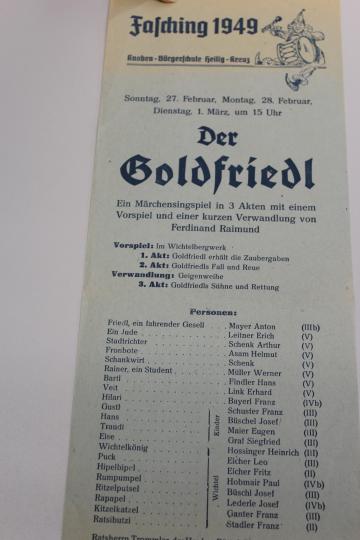 Fasching 1949
Knaben-Bürgerschule Heilig-Kreuz
Sonntag, 27. Februar, Montag, 28. Februar,
Dienstag, 1. März, um 15 Uhr
Der
Goldfriedl
Ein Märchensingspiel in 3 Akten mit einem
Vorspiel und einer kurzen Verwandlung von
Ferdinand Raimund
Vorspiel: Im Wichtelbergwerk
1. Akt: Goldfriedl erhält die Zaubergaben
2. Akt: Goldfriedls Fall und Reue
Verwandlung: Geigenweihe
3. Akt: Goldfriedls Sühne und Rettung
Personen:
Friedl, ein fahrender Gesell . Mayer Anton (IIIb)
Ein Jude . . . Leitner Erich (V)
Stadtrichter . . . Schenk Arthur (V)
Fronbote . . . Asam Helmut (V)
Schankwirt . . . Schenk (V)
Rainer, ein Student . . . Müller Werner (V)
Bartl . . . Findler Hans (V)
Veit . . . Link Erhard (V)
Hilari . . . Bayerl Franz (IVb)
Gustl Schuster Franz (III)
Hans Büschel Josef (III)
Traudl Kinder Maier Eugen (III)
Else Graf Siegfried (II)
Wichtelkönig Hossinger Heinrich (III)
Puck Eicher Leo (III)
Hipelbipel Eicher Fritz (II)
Rumpumpel Wichtel Hobmair Paul (IVb)
Ritzelputsel Büschl Josef (III)
Rapapel Lederle Josef (IVb)
Kitzelkatzel Ganter Franz (III)
Ratsibutzi Stadler Franz (II)